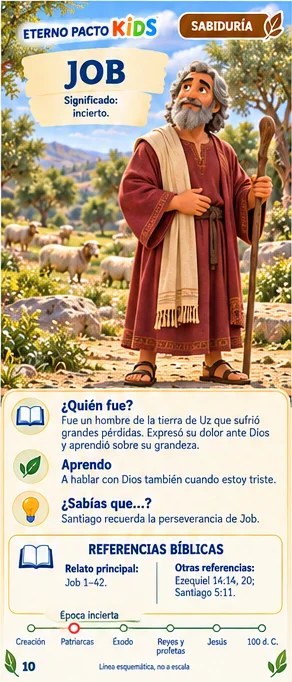 ETERNO PACTO KIDS
SABIDURÍA
JOB
Significado:
incierto.
¿Quién fue?
Fue un hombre de la tierra de Uz que sufrió
grandes pérdidas. Expresó su dolor ante Dios
y aprendió sobre su grandeza.
Aprendo
A hablar con Dios también cuando estoy triste.
¿Sabías que...?
Santiago recuerda la perseverancia de Job.
REFERENCIAS BÍBLICAS
Relato principal:
Job 1–42.
Otras referencias:
Ezequiel 14:14, 20;
Santiago 5:11.
Época incierta
Creación
Patriarcas
Éxodo
Reyes y
profetas
Jesús
100 d. C.
10
Línea esquemática, no a escala